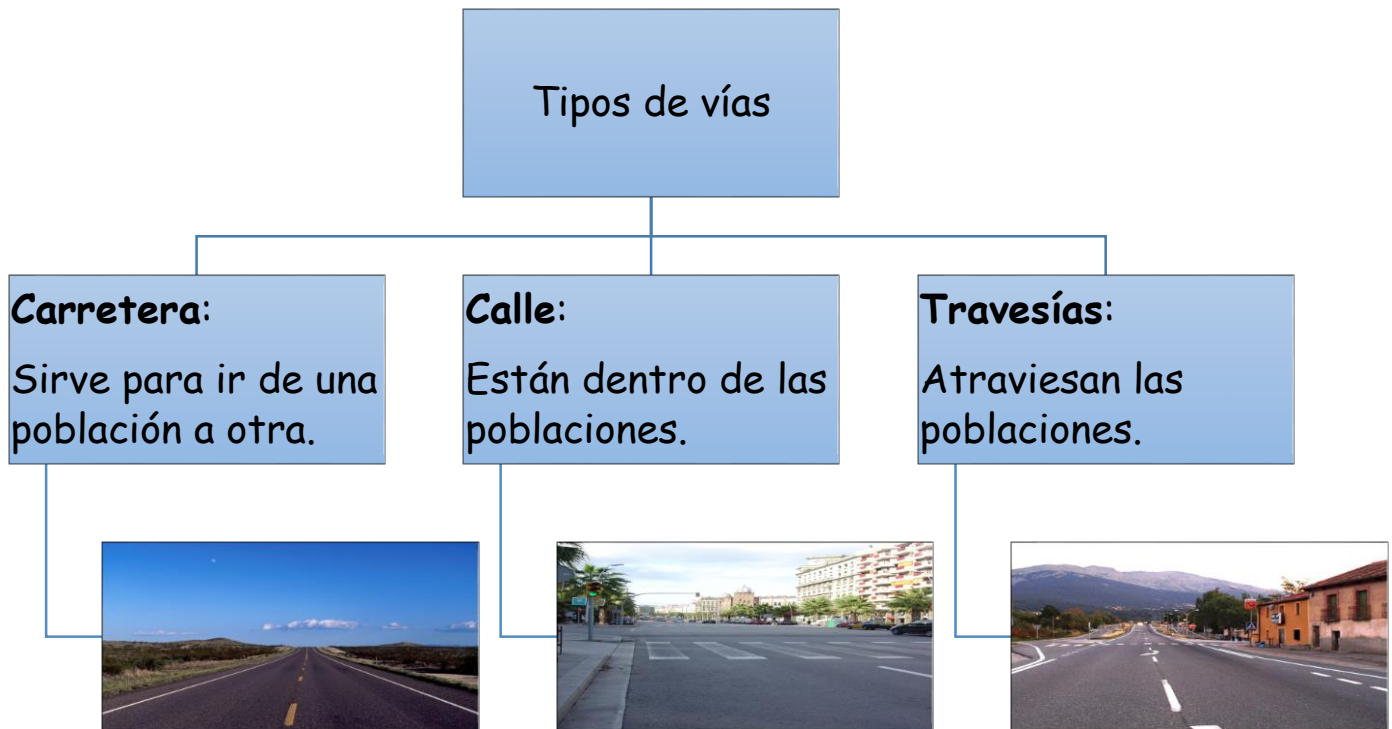 Tipos de vías
Carretera:
Sirve para ir de una
población a otra.
Calle:
Están dentro de las
poblaciones.
Travesías:
Atraviesan las
poblaciones.